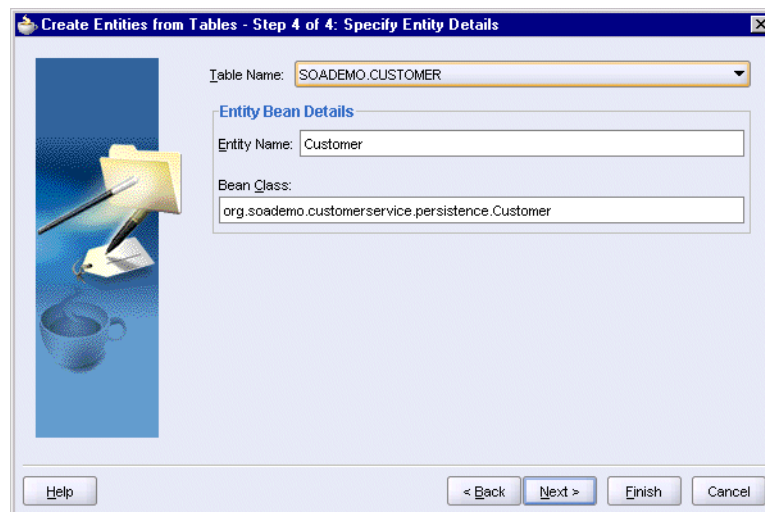 Create Entities from Tables - Step 4 of 4: Specify Entity Details
Table Name: SOADEMO.CUSTOMER
Entity Bean Details
Entity Name: Customer
Bean Class:
org.soademo.customerservice.persistence.Customer
Help < Back Next > Finish Cancel